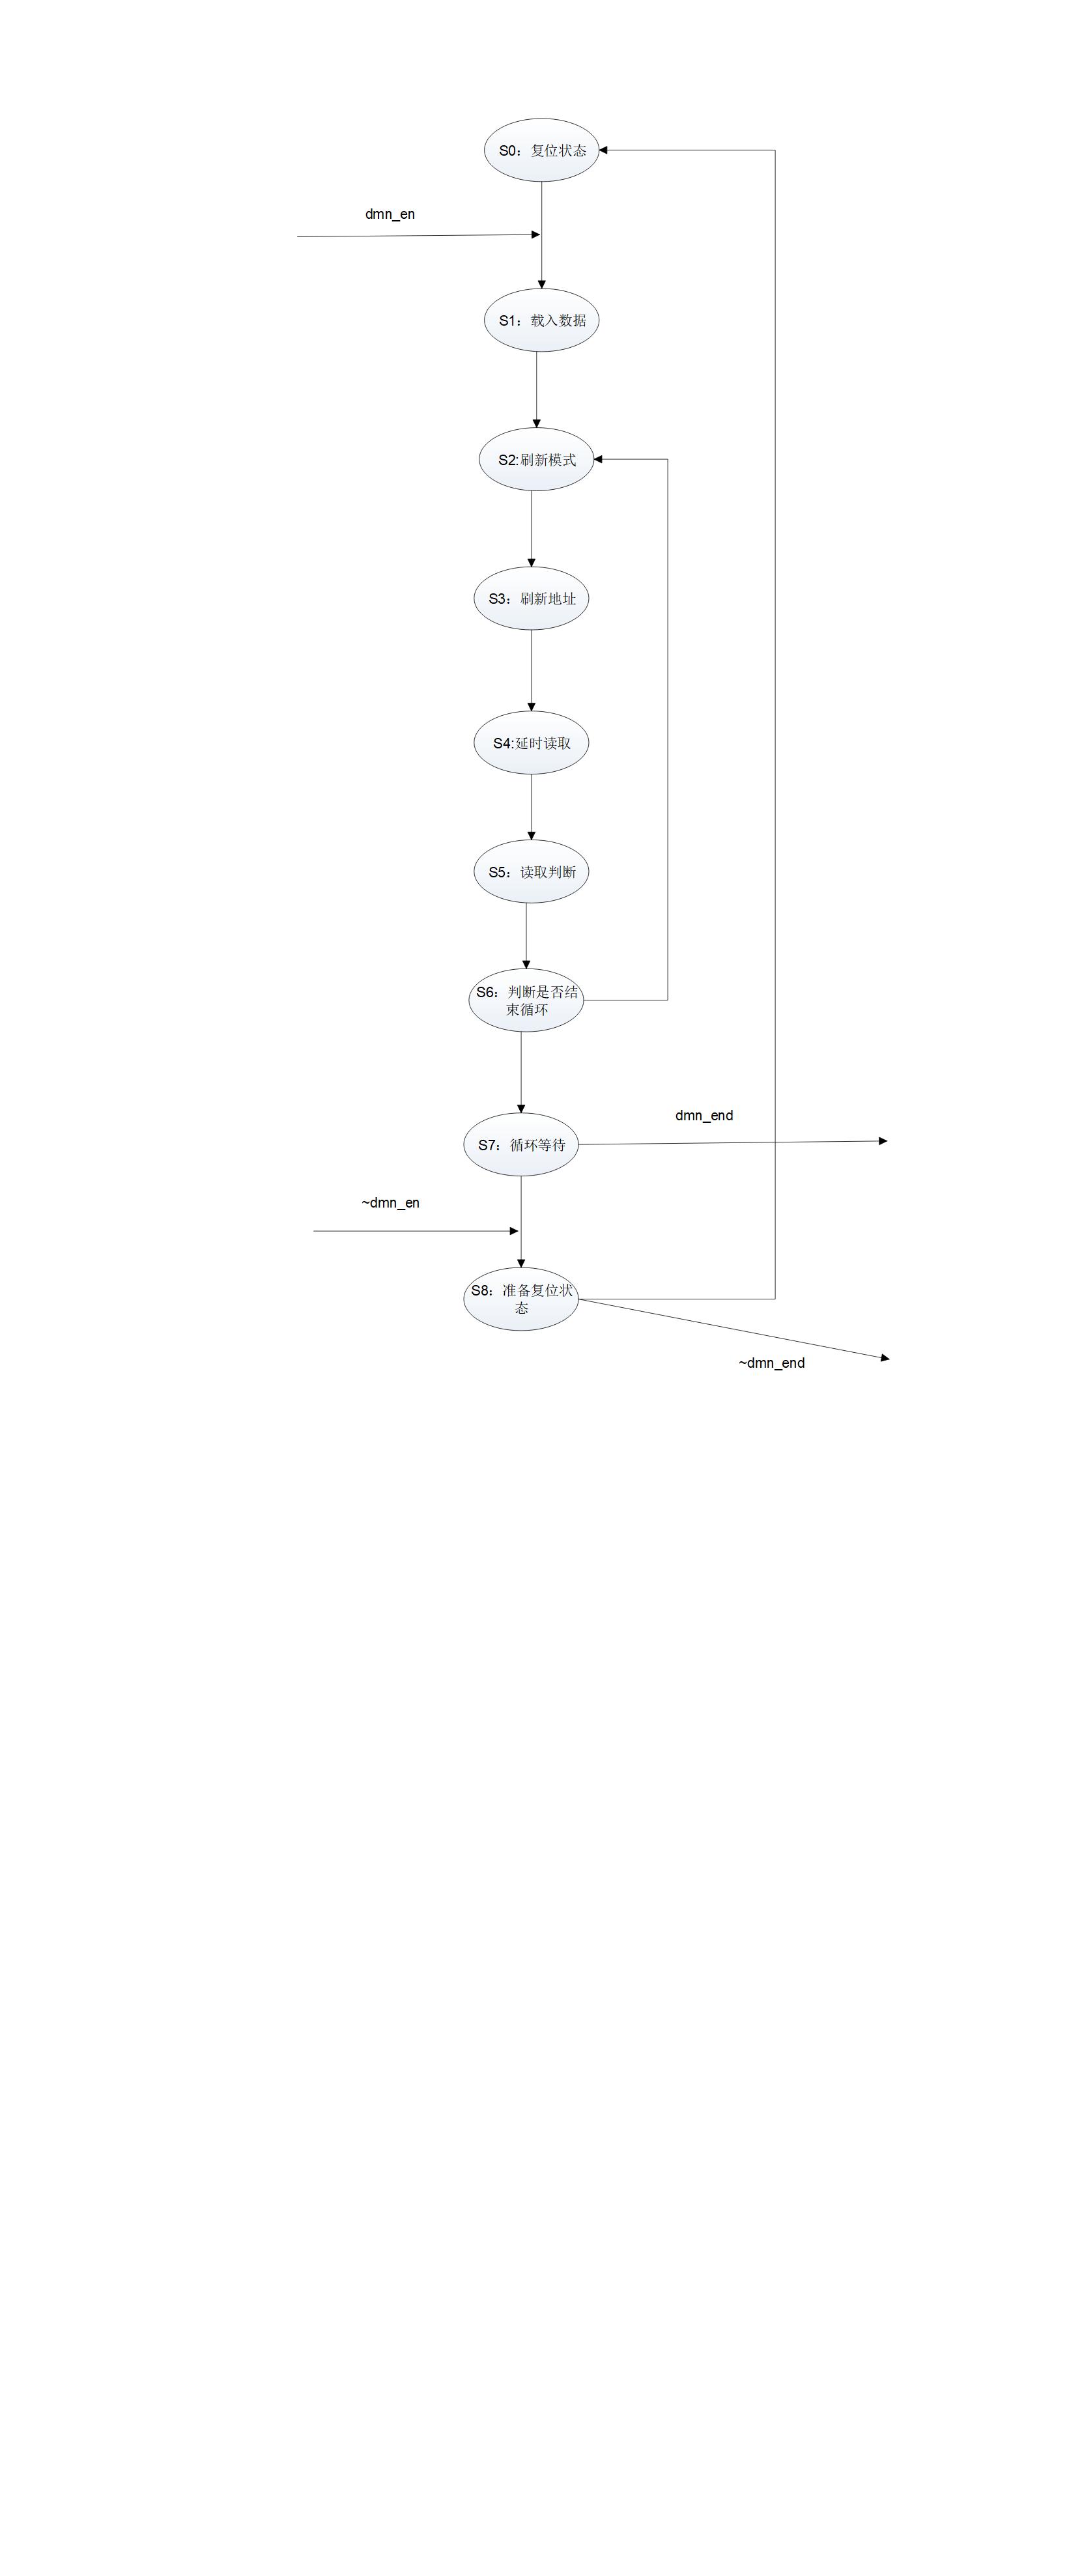 S0：复位状态
dmn_en
S1：载入数据
S2:刷新模式
S3：刷新地址
S4:延时读取
S5：读取判断
S6：判断是否结
束循环
dmn_end
S7：循环等待
~dmn_en
S8：准备复位状
态
~dmn_end